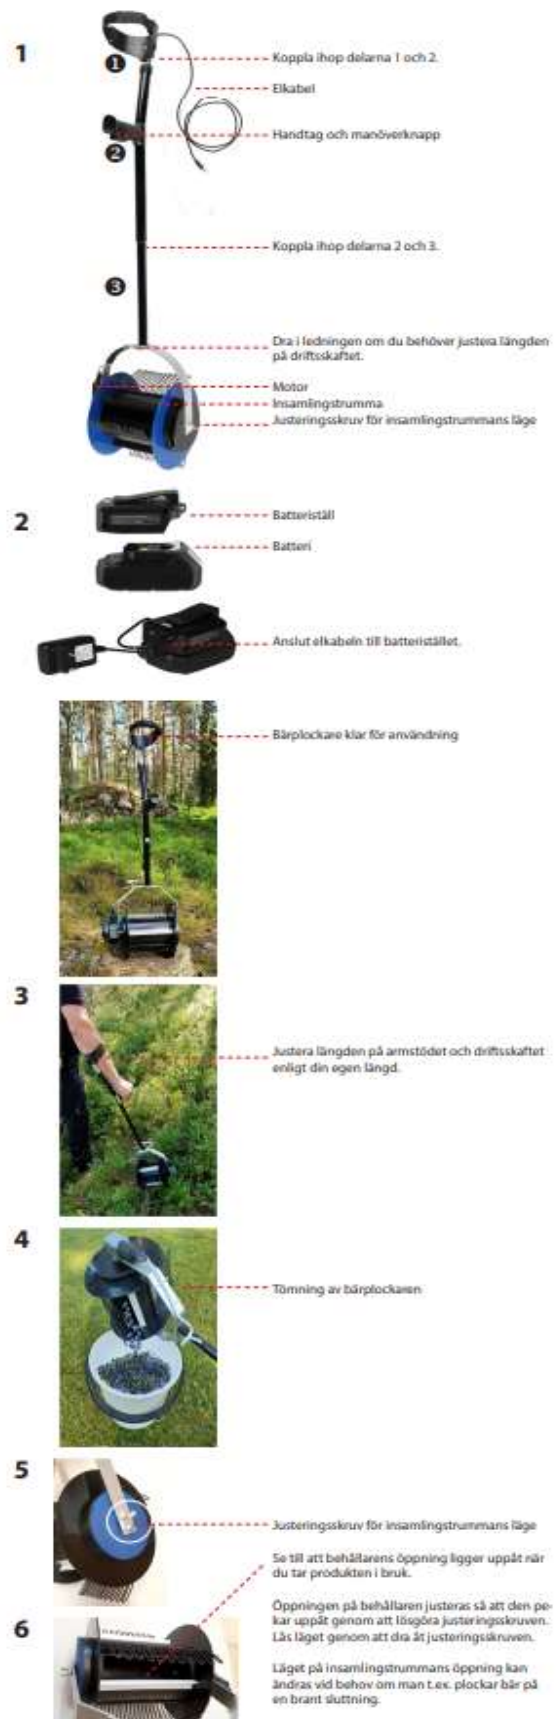 1
Koppla ihop delarna 1 och 2.
1
Elkabel
Handtag och manöverknapp
2
Koppla ihop delarna 2 och 3.
3
Dra i ledningen om du behöver justera längden
på driftsskaftet.
Motor
Insamlingstrumma
Justeringsskruv för insamlingstrummans läge
2
Batteriställ
Batteri
Anslut elkabeln till batteristället.
Bärplockare klar för användning
3
Justera längden på armstödet och driftsskaftet
enligt din egen längd.
4
Tömning av bärplockaren
5
Justeringsskruv för insamlingstrummans läge
Se till att behållarens öppning ligger uppåt när
du tar produkten i bruk.
Öppningen på behållaren justeras så att den pe-
kar uppåt genom att lösgöra justeringsskruven.
Lås läget genom att dra åt justeringsskruven.
6
Läget på insamlingstrummans öppning kan
ändras vid behov om man t.ex. plockar bär på
en brant sluttning.